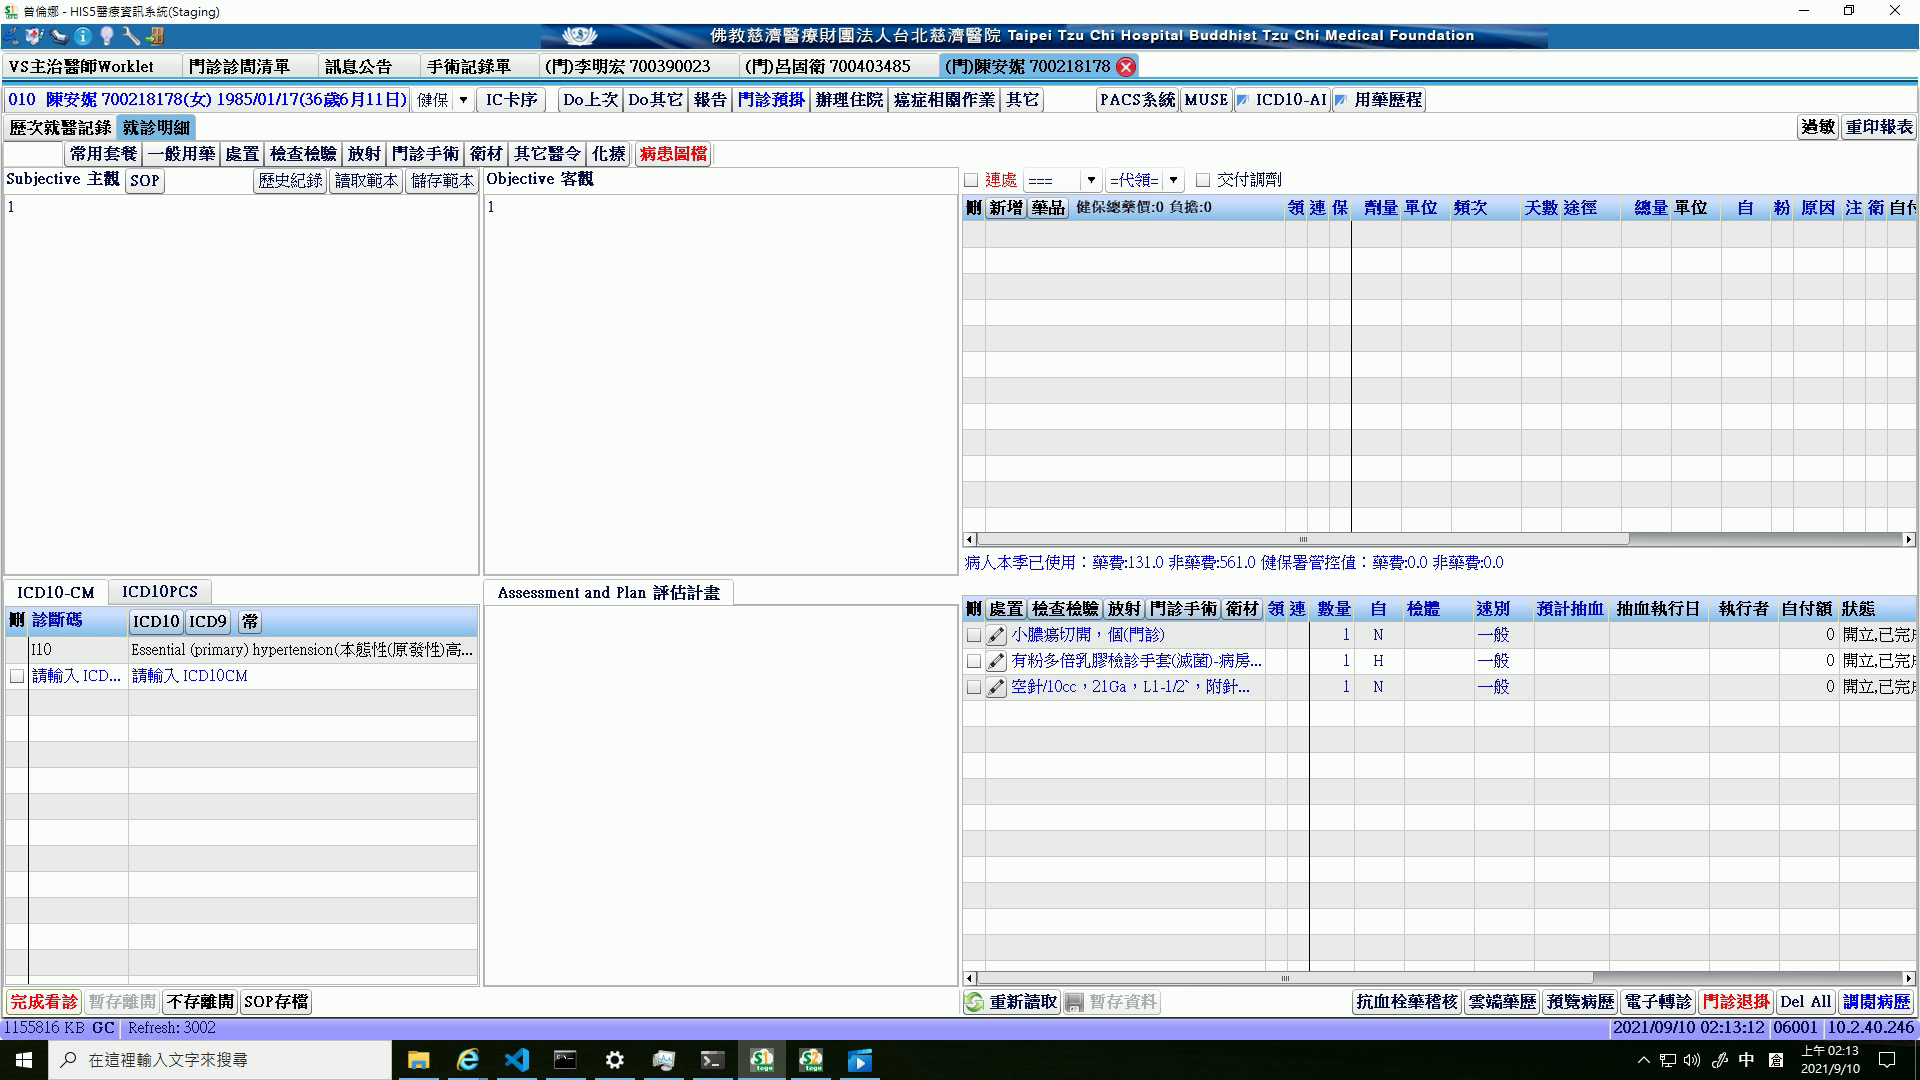 曾倫娜 - HIS5醫療資訊系統(Staging)
佛教慈濟醫療財團法人台北慈濟醫院 Taipei Tzu Chi Hospital Buddhist Tzu Chi Medical Foundation
VS主治醫師Worklet 門診診間清單 訊息公告 手術記錄單 (門)李明宏 700390023 (門)呂固衛 700403485 (門)陳安妮 700218178
010 陳安妮 700218178(女) 1985/01/17(36歲6月11日) 健保 IC卡序 Do上次 Do其它 報告 門診預掛 辦理住院 癌症相關作業 其它 PACS系統 MUSE ICD10-AI 用藥歷程
歷次就醫記錄 就診明細 過敏 重印報表
常用套餐 一般用藥 處置 檢查檢驗 放射 門診手術 衛材 其它醫令 化療 病患圖檔
Subjective 主觀 SOP 歷史紀錄 讀取範本 儲存範本 Objective 客觀 連處 === =代領= 交付調劑
1 1
刪 新增 藥品 健保總藥價:0 負擔:0 領 連 保 劑量 單位 頻次 天數 途徑 總量 單位 自 粉 原因 注 衛 自付
病人本季已使用：藥費:131.0 非藥費:561.0 健保署管控值：藥費:0.0 非藥費:0.0
ICD10-CM ICD10PCS Assessment and Plan 評估計畫
刪 診斷碼 ICD10 ICD9 常
I10 Essential (primary) hypertension(本態性(原發性)高...
請輸入 ICD... 請輸入 ICD10CM
刪 處置 檢查檢驗 放射 門診手術 衛材 領 連 數量 自 檢體 速別 預計抽血 抽血執行日 執行者 自付額 狀態
小膿瘍切開，個(門診) 1 N 一般 0 開立,已完成
有粉多倍乳膠檢診手套(滅菌)-病房... 1 H 一般 0 開立,已完成
空針/10cc，21Ga，L1-1/2`，附針... 1 N 一般 0 開立,已完成
完成看診 暫存離開 不存離開 SOP存檔 重新讀取 暫存資料 抗血栓藥稽核 雲端藥歷 預覽病歷 電子轉診 門診退掛 Del All 調閱病歷
1155816 KB GC Refresh: 3002 2021/09/10 02:13:12 06001 10.2.40.246
在這裡輸入文字來搜尋
中
上午 02:13
2021/9/10